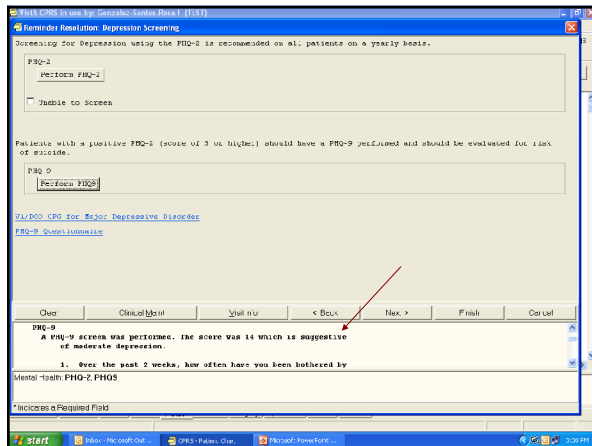 VistA CPRS in use by: Gonzalez-Santos,Rosa I (TEST)
Reminder Resolution: Depression Screening
Screening for Depression using the PHQ-2 is recommended on all patients on a yearly basis.
PHQ-2
Perform PHQ-2
Unable to Screen
Patients with a positive PHQ-2 (score of 3 or higher) should have a PHQ-9 performed and should be evaluated for risk
of suicide.
PHQ 9
Perform PHQ9
VA/DOD CPG for Major Depressive Disorder
PHQ-9 Questionnaire
Clear Clinical Maint Visit Info < Back Next > Finish Cancel
PHQ-9
A PHQ-9 screen was performed. The score was 14 which is suggestive
of moderate depression.
1. Over the past 2 weeks, how often have you been bothered by
Mental Health: PHQ-2, PHQ9
* Indicates a Required Field
start Inbox - Microsoft Out ... CPRS - Patient Char... Microsoft PowerPoint ... 3:00 PM